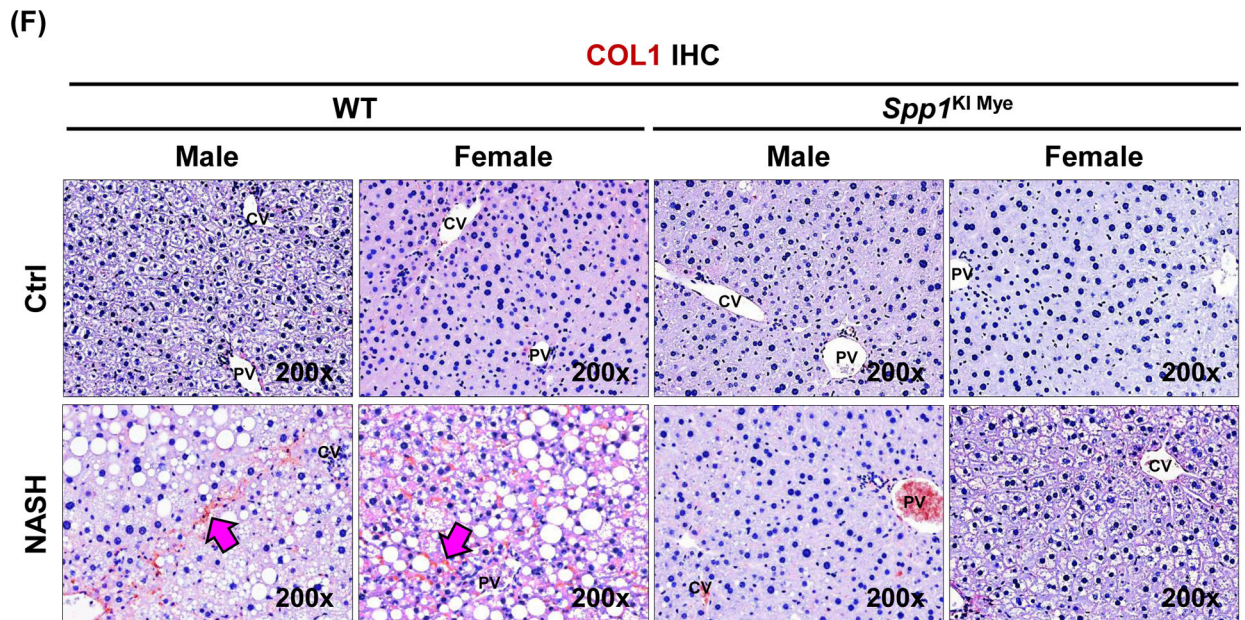 (F)
COL1 IHC
WT Spp1KI Mye
Male Female Male Female
Ctrl
CV PV 200x
CV PV 200x
CV PV 200x
PV 200x
NASH
CV 200x
PV 200x
PV CV 200x
CV 200x